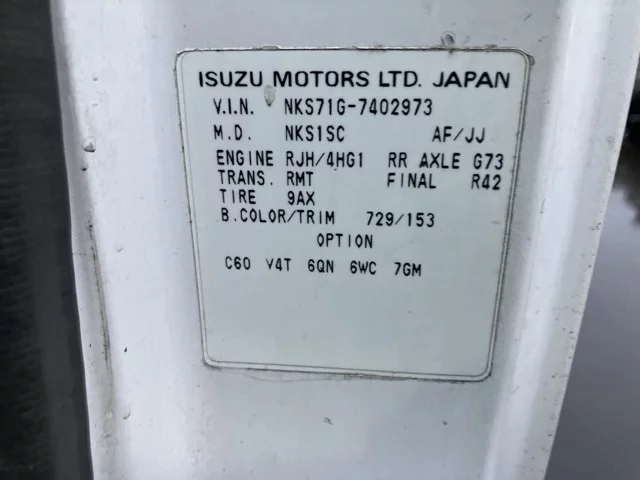 ISUZU MOTORS LTD. JAPAN
V.I.N. NKS71G-7402973
M.D. NKS1SC AF/JJ
ENGINE RJH/4HG1 RR AXLE G73
TRANS. RMT FINAL R42
TIRE 9AX
B.COLOR/TRIM 729/153
OPTION
C60 V4T 6QN 6WC 7GM